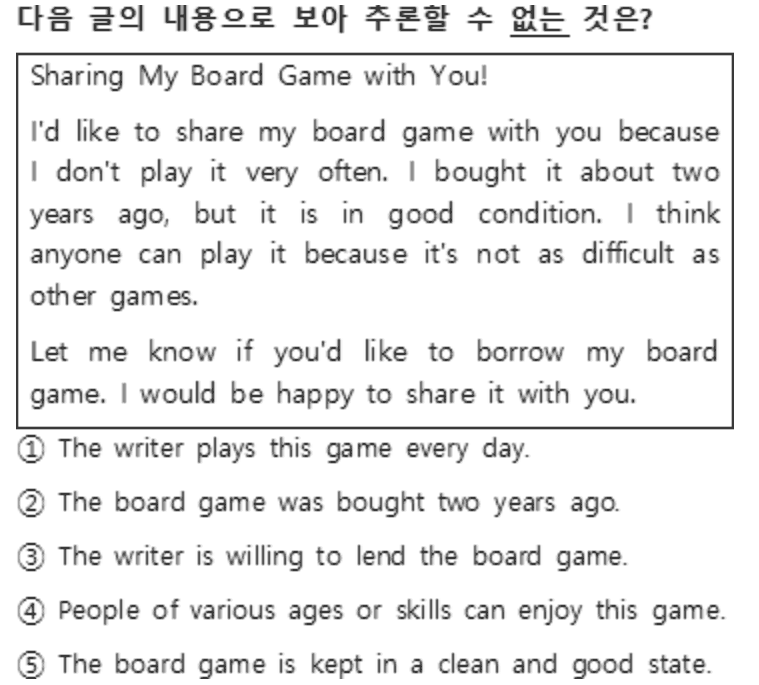 다음 글의 내용으로 보아 추론할 수 없는 것은?
Sharing My Board Game with You!
I'd like to share my board game with you because
I don't play it very often. I bought it about two
years ago, but it is in good condition. I think
anyone can play it because it's not as difficult as
other games.
Let me know if you'd like to borrow my board
game. I would be happy to share it with you.
① The writer plays this game every day.
② The board game was bought two years ago.
③ The writer is willing to lend the board game.
④ People of various ages or skills can enjoy this game.
⑤ The board game is kept in a clean and good state.